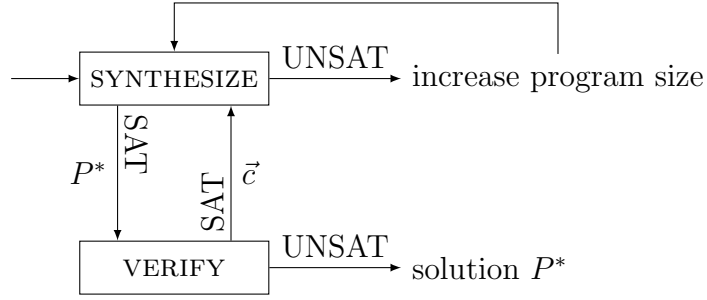 UNSAT
SYNTHESIZE
increase program size
SAT
P*
c⃗
SAT
UNSAT
VERIFY
solution P*